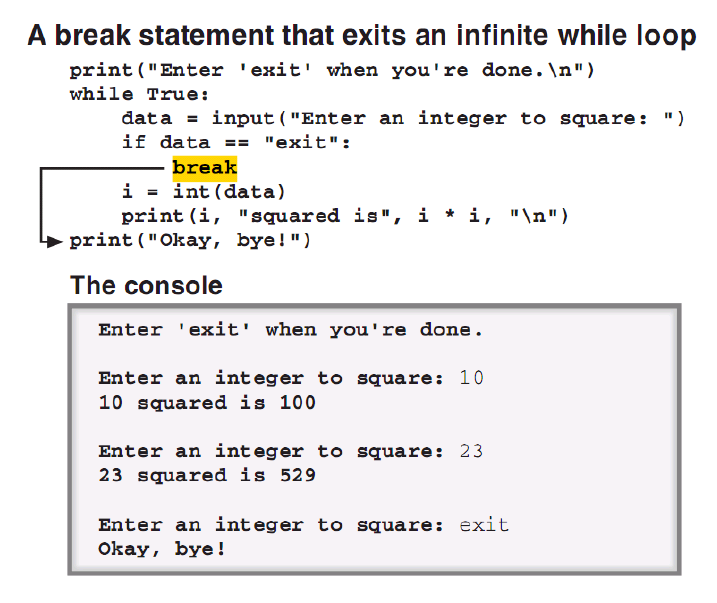 A break statement that exits an infinite while loop
print("Enter 'exit' when you're done.\n")
while True:
    data = input("Enter an integer to square: ")
    if data == "exit":
        break
    i = int(data)
    print(i, "squared is", i * i, "\n")
print("Okay, bye!")
The console
Enter 'exit' when you're done.
Enter an integer to square: 10
10 squared is 100
Enter an integer to square: 23
23 squared is 529
Enter an integer to square: exit
Okay, bye!